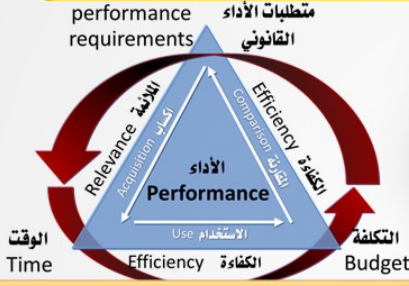 performance متطلبات الأداء
requirements القانوني
Relevance الملائمة
Acquisition اكتساب
Comparison المقارنة
Efficiency الكفاءة
الأداء
Performance
Use الاستخدام
الوقت
Time
Efficiency الكفاءة
التكلفة
Budget